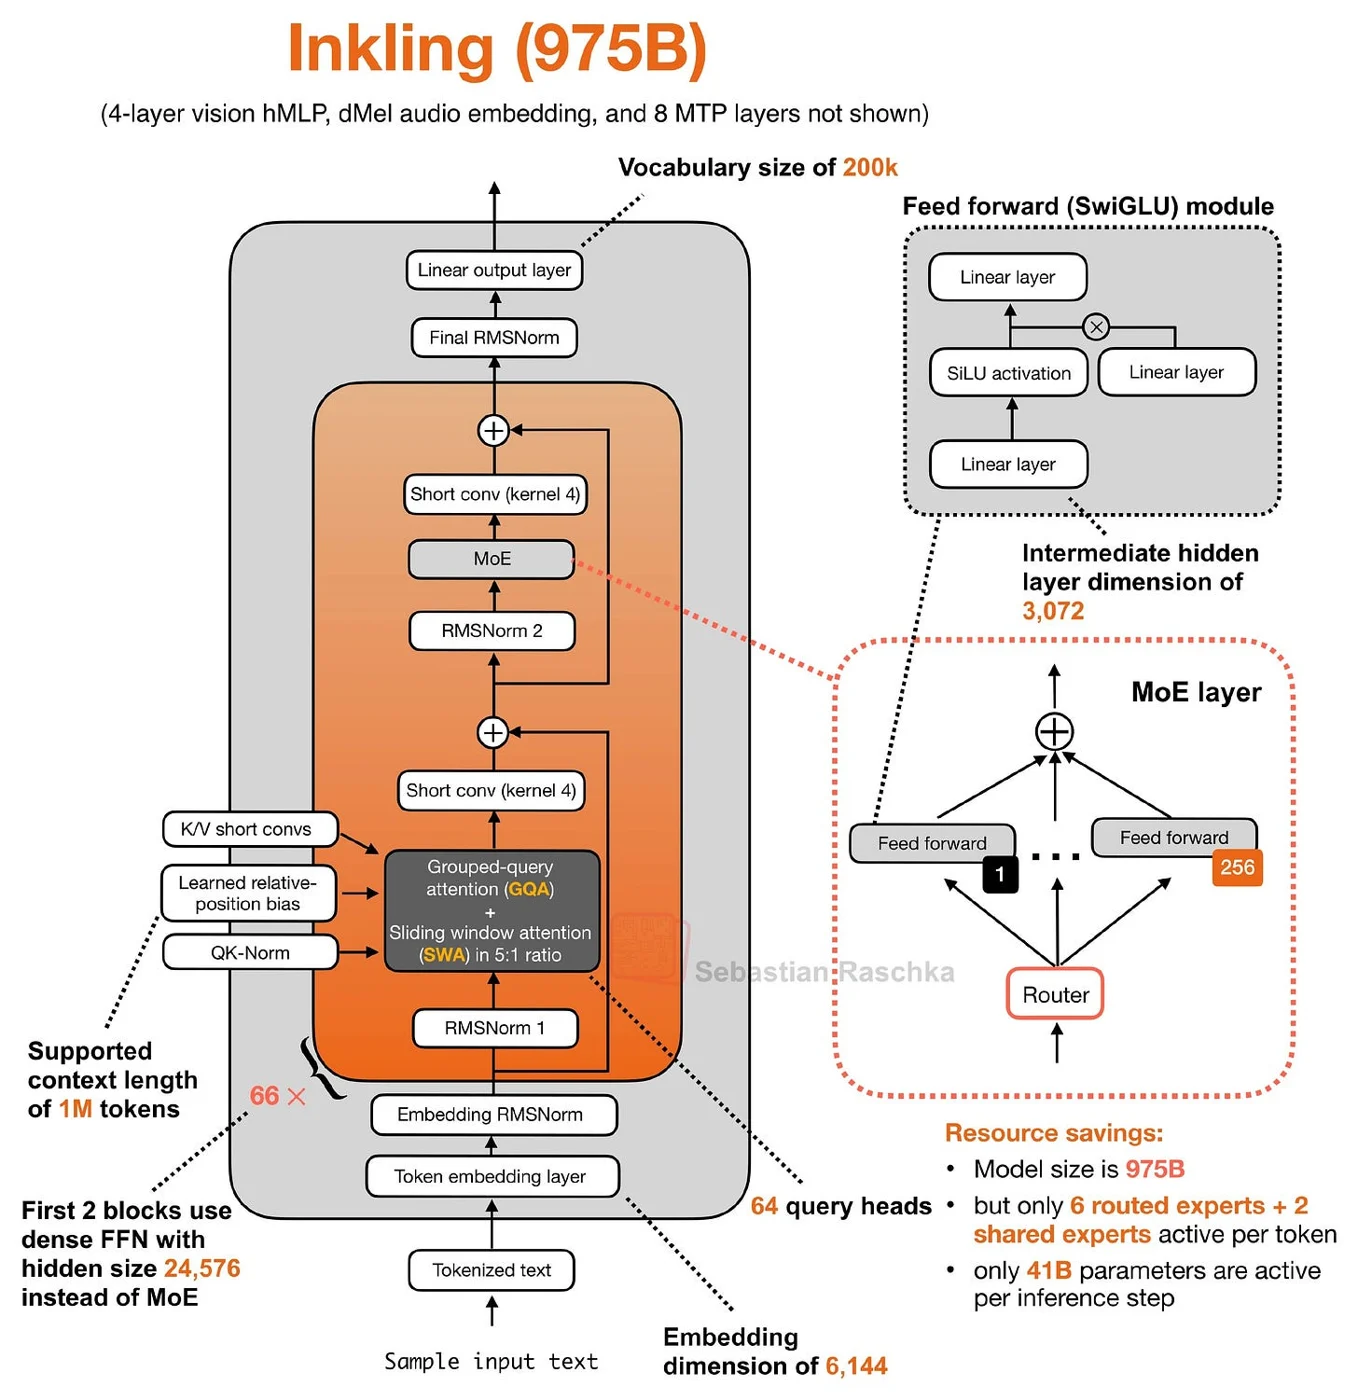 Inkling (975B)
(4-layer vision hMLP, dMel audio embedding, and 8 MTP layers not shown)
Vocabulary size of 200k
Linear output layer
Final RMSNorm
Short conv (kernel 4)
MoE
RMSNorm 2
Short conv (kernel 4)
K/V short convs
Learned relative-
position bias
QK-Norm
Grouped-query
attention (GQA)
+
Sliding window attention
(SWA) in 5:1 ratio
RMSNorm 1
66 ×
Embedding RMSNorm
Token embedding layer
Tokenized text
Sample input text
Supported
context length
of 1M tokens
First 2 blocks use
dense FFN with
hidden size 24,576
instead of MoE
64 query heads
Embedding
dimension of 6,144
Feed forward (SwiGLU) module
Linear layer
SiLU activation
Linear layer
Linear layer
Intermediate hidden
layer dimension of
3,072
MoE layer
Feed forward
1
Feed forward
256
Router
Sebastian Raschka
Resource savings:
• Model size is 975B
• but only 6 routed experts + 2
shared experts active per token
• only 41B parameters are active
per inference step